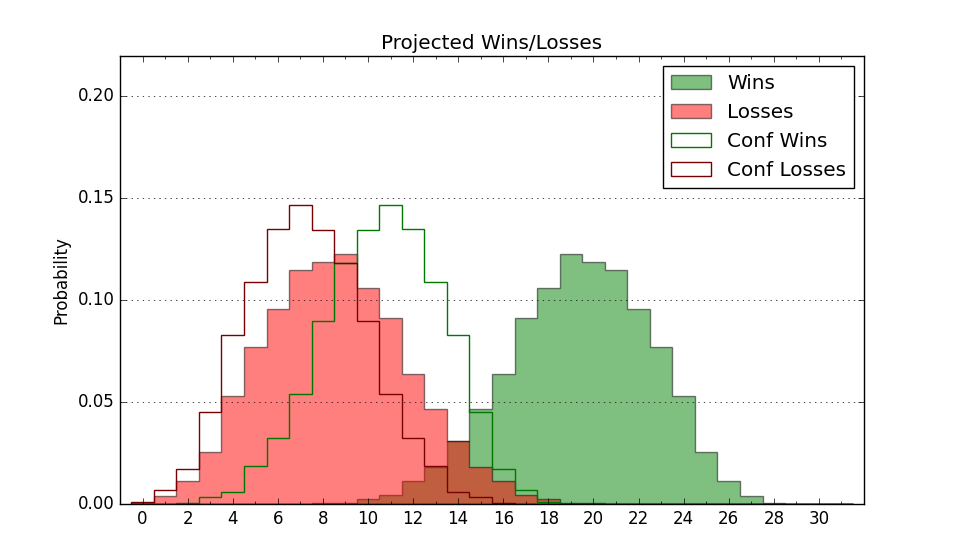 Projected Wins/Losses
Wins
Losses
Conf Wins
Conf Losses
Probability
0.20
0.15
0.10
0.05
0.00
0 2 4 6 8 10 12 14 16 18 20 22 24 26 28 30